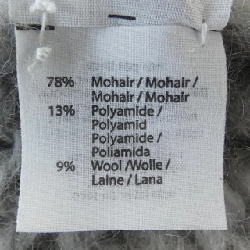 78% Mohair / Mohair /
Mohair / Mohair
13% Polyamide /
Polyamid
Polyamide /
Poliamida
9% Wool /Wolle /
Laine / Lana